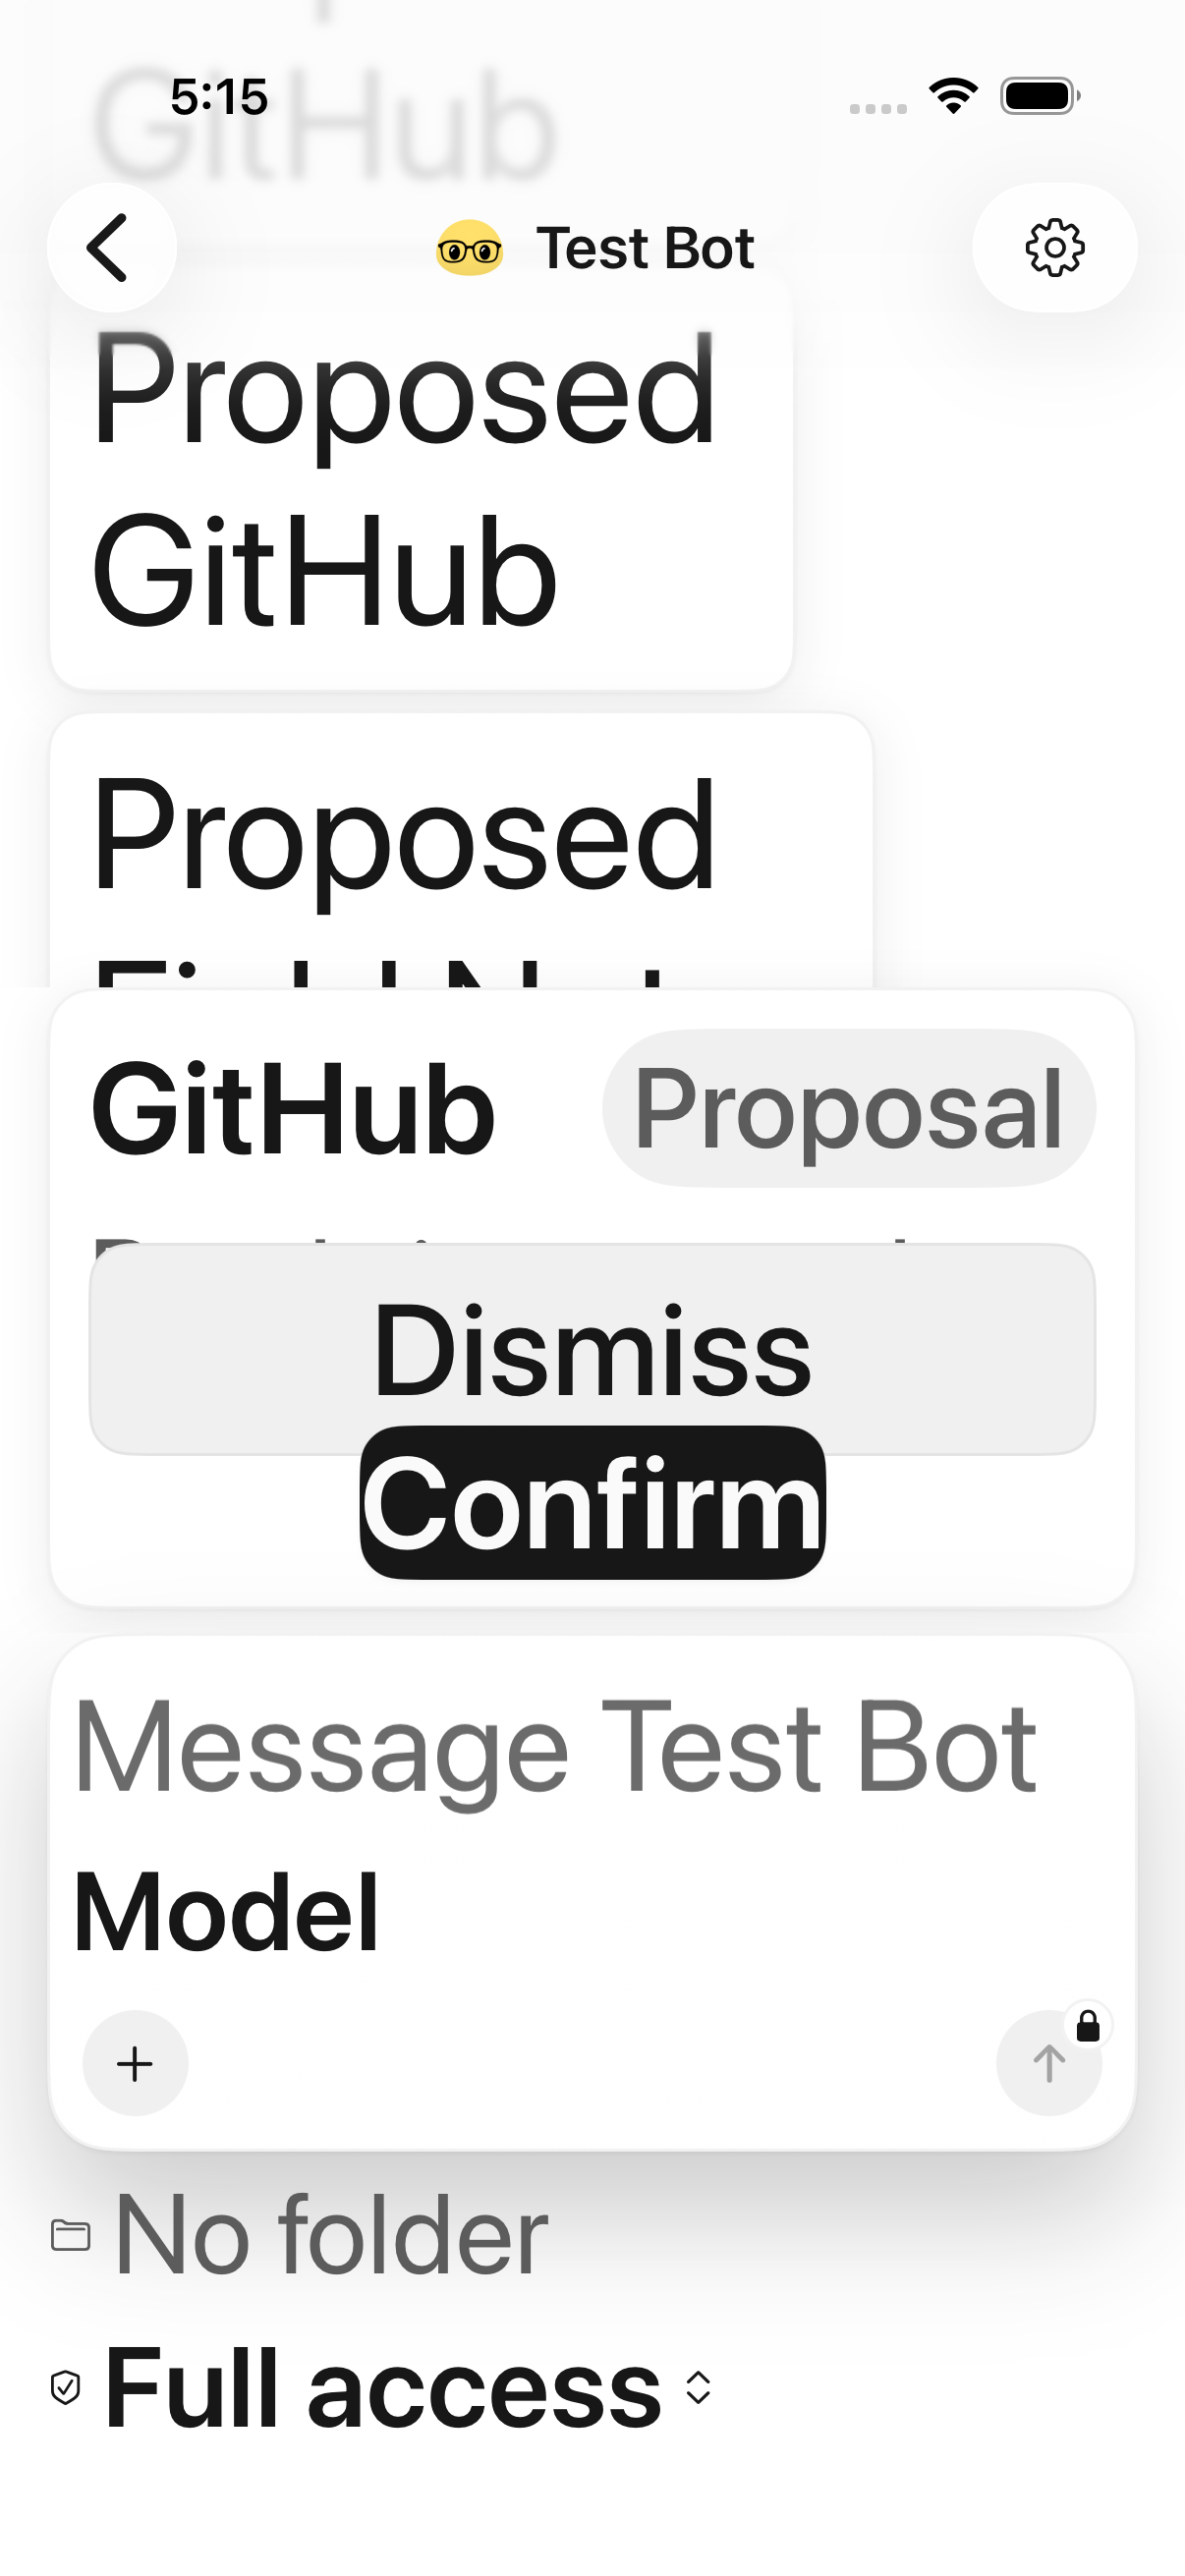 GitHub
5:15
Test Bot
Proposed
GitHub
Proposed
GitHub
Proposal
Dismiss
Confirm
Message Test Bot
Model
No folder
Full access